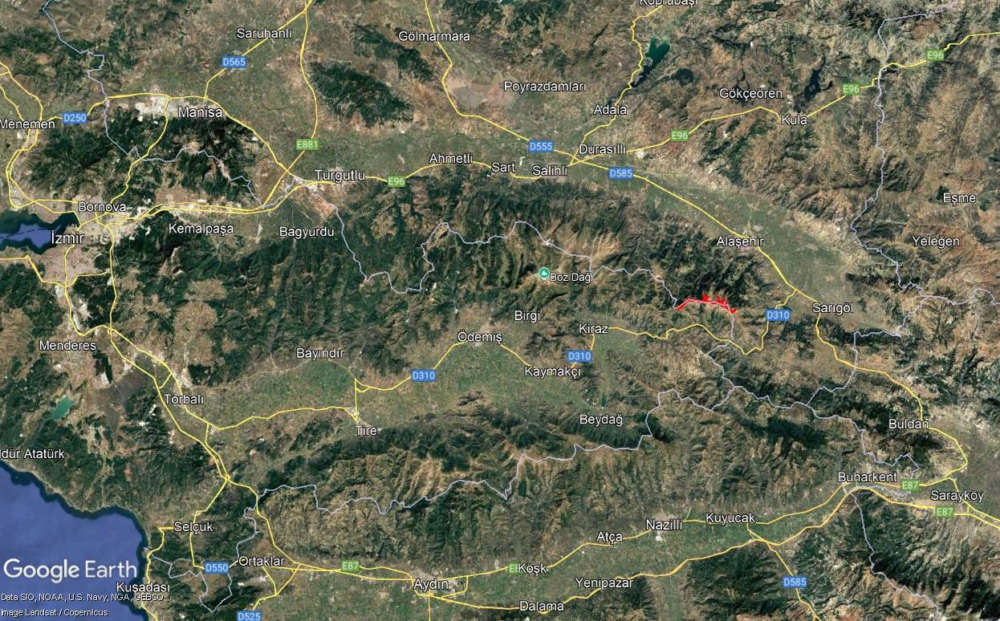 Köprübaşı
Saruhanlı
Gölmarmara
D565
E96
Poyrazdamları
E96
Gökçeören
Manisa
Adala
D250
Menemen
Kula
E881
D555
Durasıllı
E96
Ahmetli
Sart
Salihli
D585
Turgutlu
E96
Eşme
Bornova
Kemalpaşa
Bagyurdu
İzmir
Alaşehir
Yeleğen
Boz Dağ
Birgi
D310
Sarıgöl
Kiraz
Ödemiş
Menderes
Bayındır
D310
Kaymakçi
D310
Torbalı
Beydağ
Buldan
Tire
ldür Atatürk
Buharkent
E87
Sarayköy
E87
Kuyucak
Nazilli
Selçuk
Atça
Ortaklar
D550
E87
Köşk
Google Earth
Kuşadası
Aydın
Yenipazar
D585
Data SIO, NOAA, U.S. Navy, NGA, GEBCO
Dalama
Image Landsat / Copernicus
D525